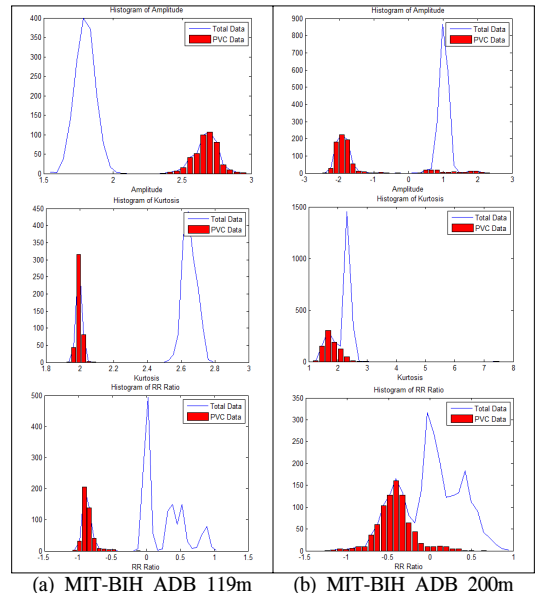 Histogram of Amplitude
400
350
300
250
200
150
100
50
0
1.5 2 2.5 3
Amplitude
Total Data
PVC Data
Histogram of Kurtosis
450
400
350
300
250
200
150
100
50
0
1.8 2 2.2 2.4 2.6 2.8 3
Kurtosis
Total Data
PVC Data
Histogram of RR Ratio
500
400
300
200
100
0
-1.5 -1 -0.5 0 0.5 1 1.5
RR Ratio
Total Data
PVC Data
(a) MIT-BIH ADB 119m
Histogram of Amplitude
900
800
700
600
500
400
300
200
100
0
-3 -2 -1 0 1 2 3
Amplitude
Total Data
PVC Data
Histogram of Kurtosis
1500
1000
500
0
1 2 3 4 5 6 7 8
Kurtosis
Total Data
PVC Data
Histogram of RR Ratio
350
300
250
200
150
100
50
0
-1.5 -1 -0.5 0 0.5 1
RR Ratio
Total Data
PVC Data
(b) MIT-BIH ADB 200m